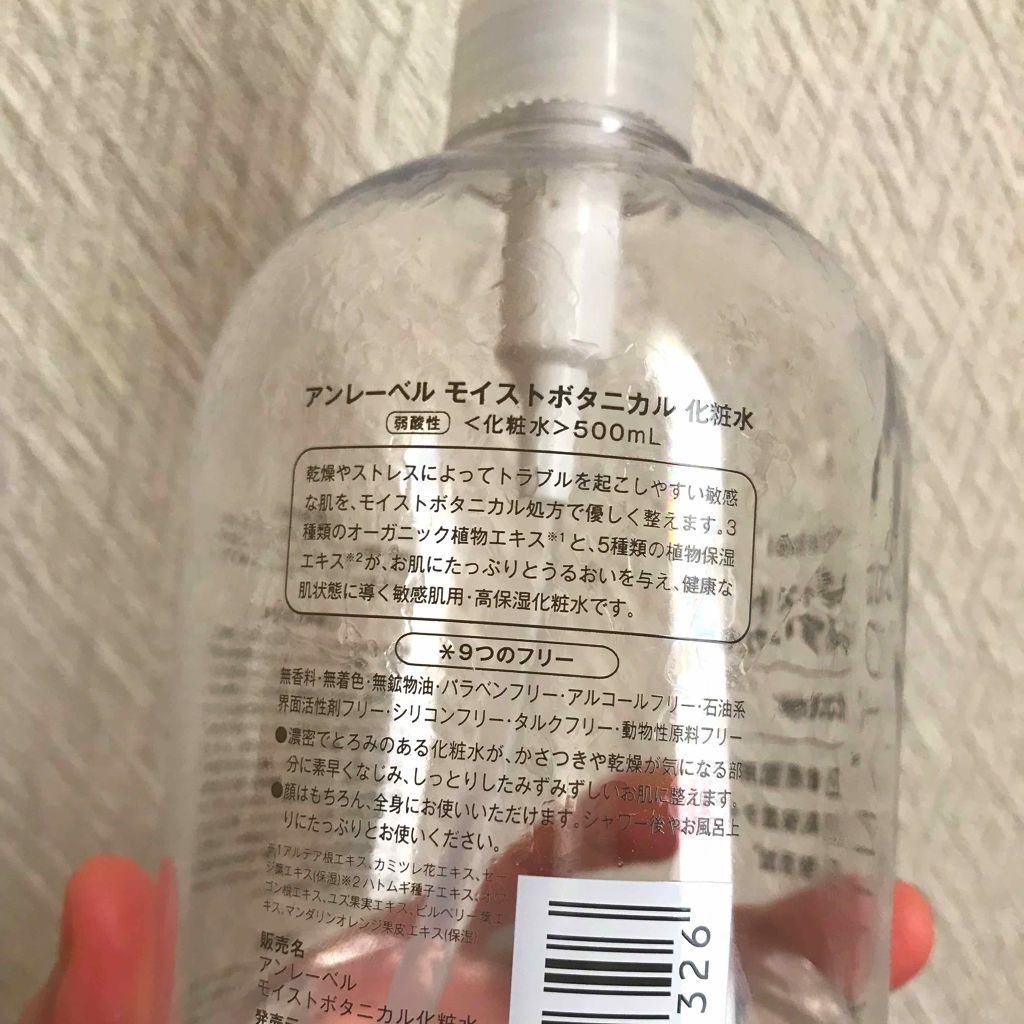 アンレーベル モイストボタニカル 化粧水
弱酸性 <化粧水>500mL
乾燥やストレスによってトラブルを起こしやすい敏感
な肌を、モイストボタニカル処方で優しく整えます。3
種類のオーガニック植物エキス※1と、5種類の植物保湿
エキス※2が、お肌にたっぷりとうるおいを与え、健康な
肌状態に導く敏感肌用・高保湿化粧水です。
*9つのフリー
無香料・無着色・無鉱物油・パラベンフリー・アルコールフリー・石油系
界面活性剤フリー・シリコンフリー・タルクフリー・動物性原料フリー
●濃密でとろみのある化粧水が、かさつきや乾燥が気になる部
分に素早くなじみ、しっとりしたみずみずしいお肌に整えます。
●顔はもちろん、全身にお使いいただけます。シャワー後やお風呂上
りにたっぷりとお使いください。
※1アルテア根エキス、カミツレ花エキス、セー
ジ葉エキス(保湿)※2ハトムギ種子エキス、オウ
ゴン根エキス、ユズ果実エキス、ビルベリー葉エ
キス、マンダリンオレンジ果皮エキス(保湿)
販売名
アンレーベル
モイストボタニカル化粧水
発売元
326